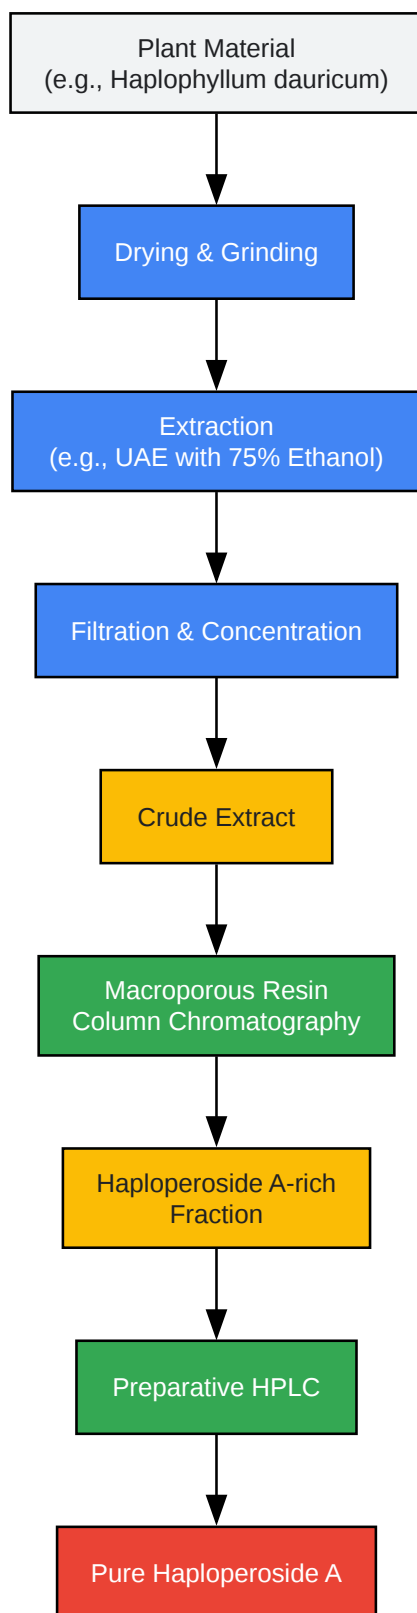 Plant Material
(e.g., Haplophyllum dauricum)
Drying & Grinding
Extraction
(e.g., UAE with 75% Ethanol)
Filtration & Concentration
Crude Extract
Macroporous Resin
Column Chromatography
Haploperoside A-rich
Fraction
Preparative HPLC
Pure Haploperoside A